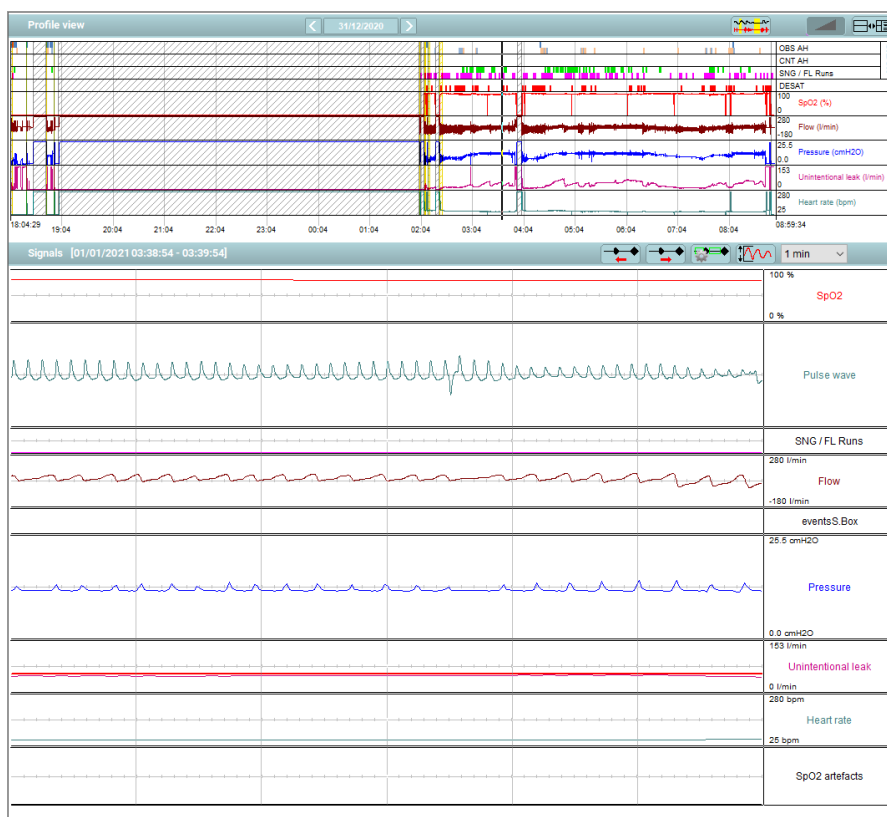 Profile view
31/12/2020
OBS AH
CNT AH
SNG / FL Runs
DESAT
100
SpO2 (%)
0
280
Flow (l/min)
-180
25.5
Pressure (cmH2O)
0.0
153
Unintentional leak (l/min)
0
280
Heart rate (bpm)
25
18:04:29 19:04 20:04 21:04 22:04 23:04 00:04 01:04 02:04 03:04 04:04 05:04 06:04 07:04 08:04 08:59:34
Signals [01/01/2021 03:38:54 - 03:39:54]
1 min
100 %
SpO2
0 %
Pulse wave
SNG / FL Runs
280 l/min
Flow
-180 l/min
eventsS.Box
25.5 cmH2O
Pressure
0.0 cmH2O
153 l/min
Unintentional leak
0 l/min
280 bpm
Heart rate
25 bpm
SpO2 artefacts